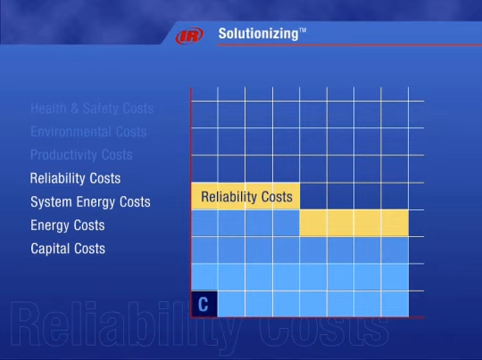 IR Solutionizing™
Health & Safety Costs
Environmental Costs
Productivity Costs
Reliability Costs
System Energy Costs
Energy Costs
Capital Costs
Reliability Costs
C
Reliability Costs